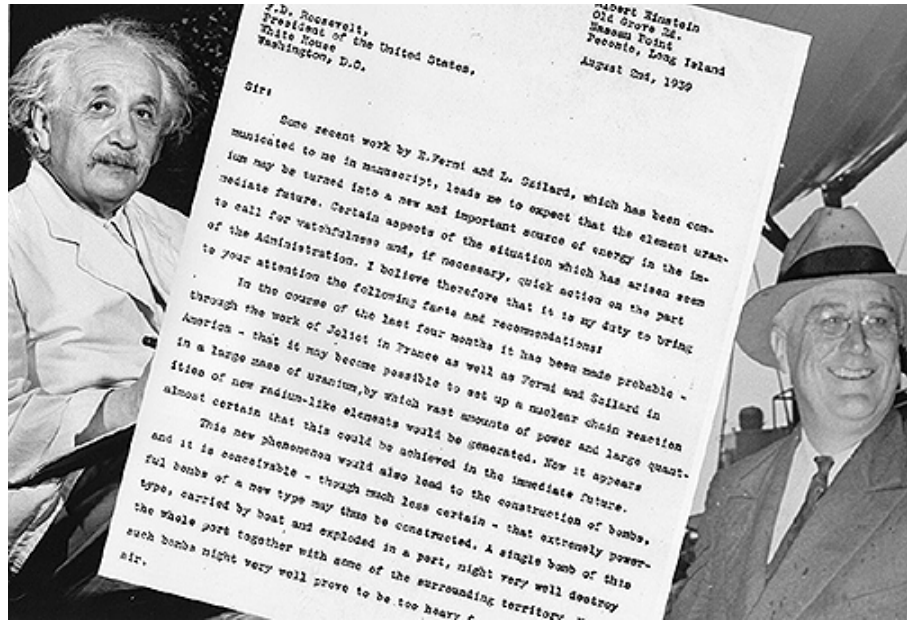 F.D. Roosevelt,
President of the United States,
White House
Washington, D.C.
Albert Einstein
Old Grove Rd.
Nassau Point
Peconic, Long Island
August 2nd, 1939
Sir:
Some recent work by E.Fermi and L. Szilard, which has been com-
municated to me in manuscript, leads me to expect that the element uran-
ium may be turned into a new and important source of energy in the im-
mediate future. Certain aspects of the situation which has arisen seem
to call for watchfulness and, if necessary, quick action on the part
of the Administration. I believe therefore that it is my duty to bring
to your attention the following facts and recommendations:
In the course of the last four months it has been made probable -
through the work of Joliot in France as well as Fermi and Szilard in
America - that it may become possible to set up a nuclear chain reaction
in a large mass of uranium,by which vast amounts of power and large quant-
ities of new radium-like elements would be generated. Now it appears
almost certain that this could be achieved in the immediate future.
This new phenomenon would also lead to the construction of bombs,
and it is conceivable - though much less certain - that extremely power-
ful bombs of a new type may thus be constructed. A single bomb of this
type, carried by boat and exploded in a port, might very well destroy
the whole port together with some of the surrounding territory.
such bombs might very well prove to be too heavy
air.